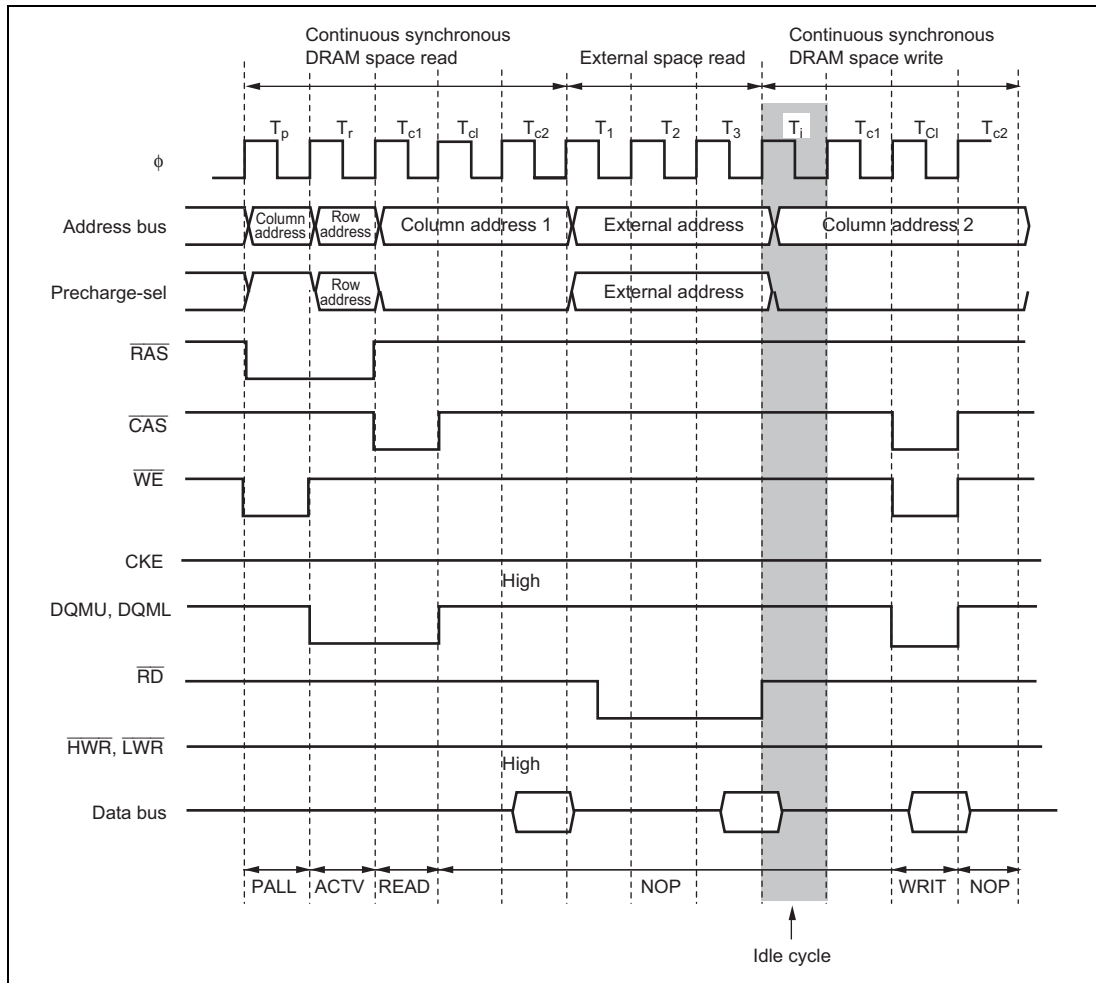 Continuous synchronous
DRAM space read
External space read
Continuous synchronous
DRAM space write
Tp Tr Tc1 Tcl Tc2 T1 T2 T3 Ti Tc1 TCl Tc2
ϕ
Address bus
Column address
Row address
Column address 1
External address
Column address 2
Precharge-sel
Row address
External address
RAS
CAS
WE
CKE
High
DQMU, DQML
RD
HWR, LWR
High
Data bus
PALL ACTV READ NOP WRIT NOP
Idle cycle